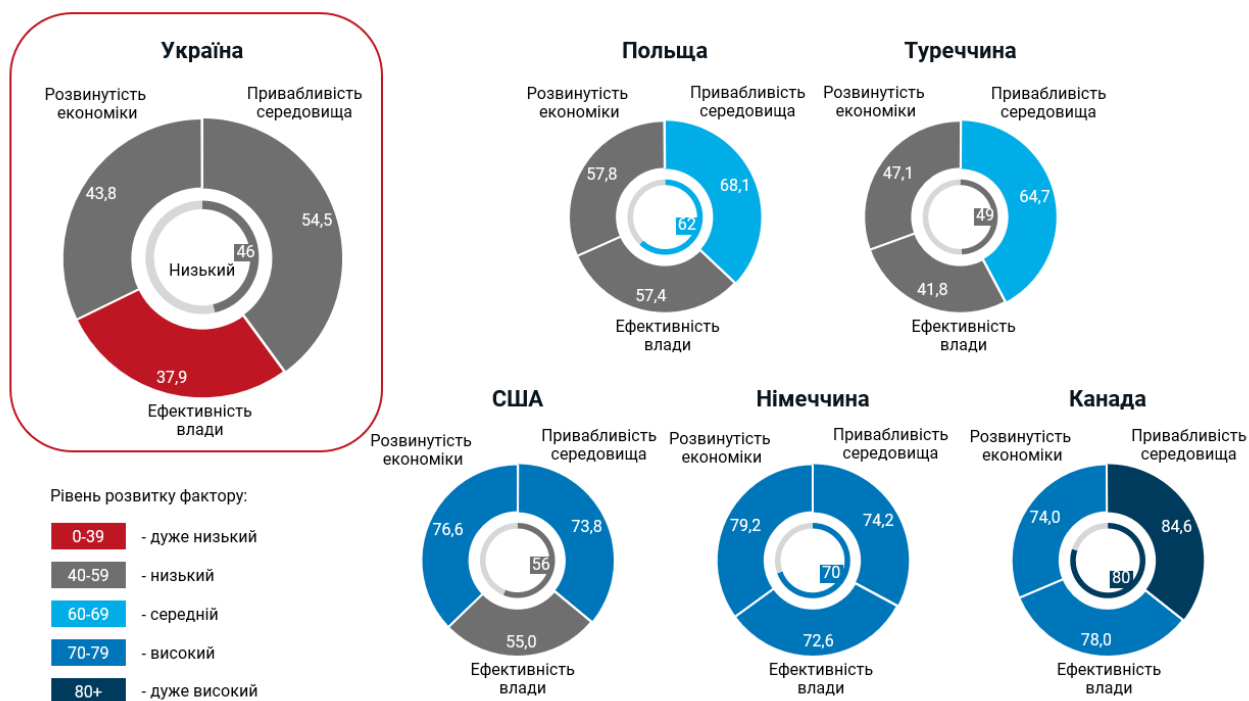 Україна
Розвинутість
економіки
Привабливість
середовища
43,8
54,5
46
Низький
37,9
Ефективність
влади
Польща
Розвинутість
економіки
Привабливість
середовища
57,8
68,1
62
57,4
Ефективність
влади
Туреччина
Розвинутість
економіки
Привабливість
середовища
47,1
64,7
49
41,8
Ефективність
влади
США
Розвинутість
економіки
Привабливість
середовища
76,6
73,8
56
55,0
Ефективність
влади
Німеччина
Розвинутість
економіки
Привабливість
середовища
79,2
74,2
70
72,6
Ефективність
влади
Канада
Розвинутість
економіки
Привабливість
середовища
74,0
84,6
80
78,0
Ефективність
влади
Рівень розвитку фактору:
0-39 - дуже низький
40-59 - низький
60-69 - середній
70-79 - високий
80+ - дуже високий